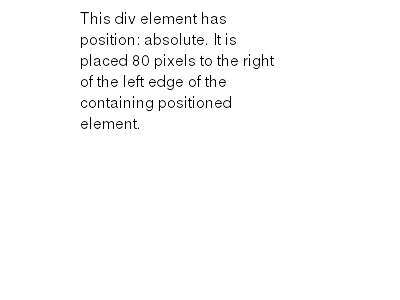 This div element has
position: absolute. It is
placed 80 pixels to the right
of the left edge of the
containing positioned
element.